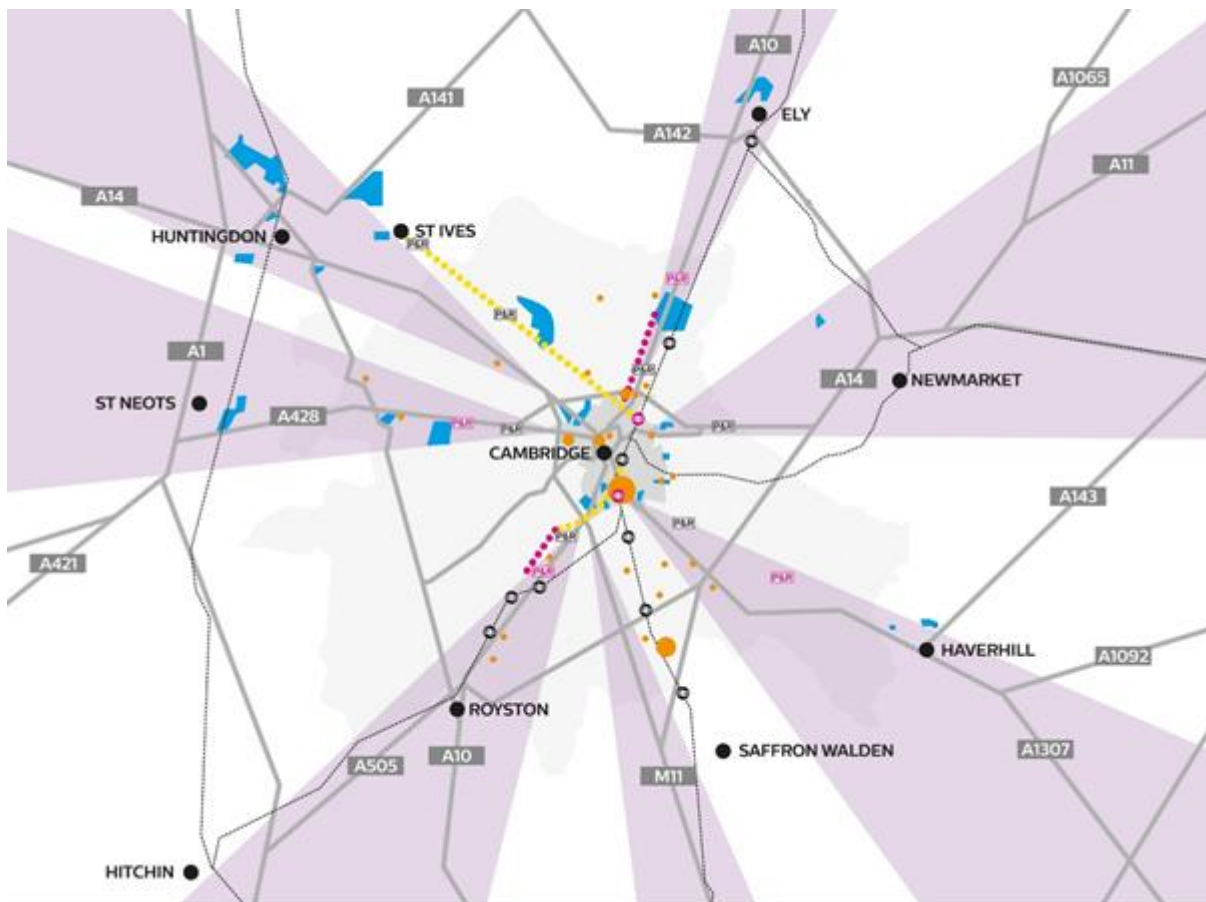 A10
A1065
A141
ELY
A142
A11
A14
ST IVES
HUNTINGDON
P&R
P&R
P&R
A1
P&R
A14
NEWMARKET
ST NEOTS
A428
P&R
P&R
P&R
CAMBRIDGE
A143
P&R
P&R
A421
P&R
P&R
HAVERHILL
A1092
ROYSTON
SAFFRON WALDEN
A1307
A505
A10
M11
HITCHIN